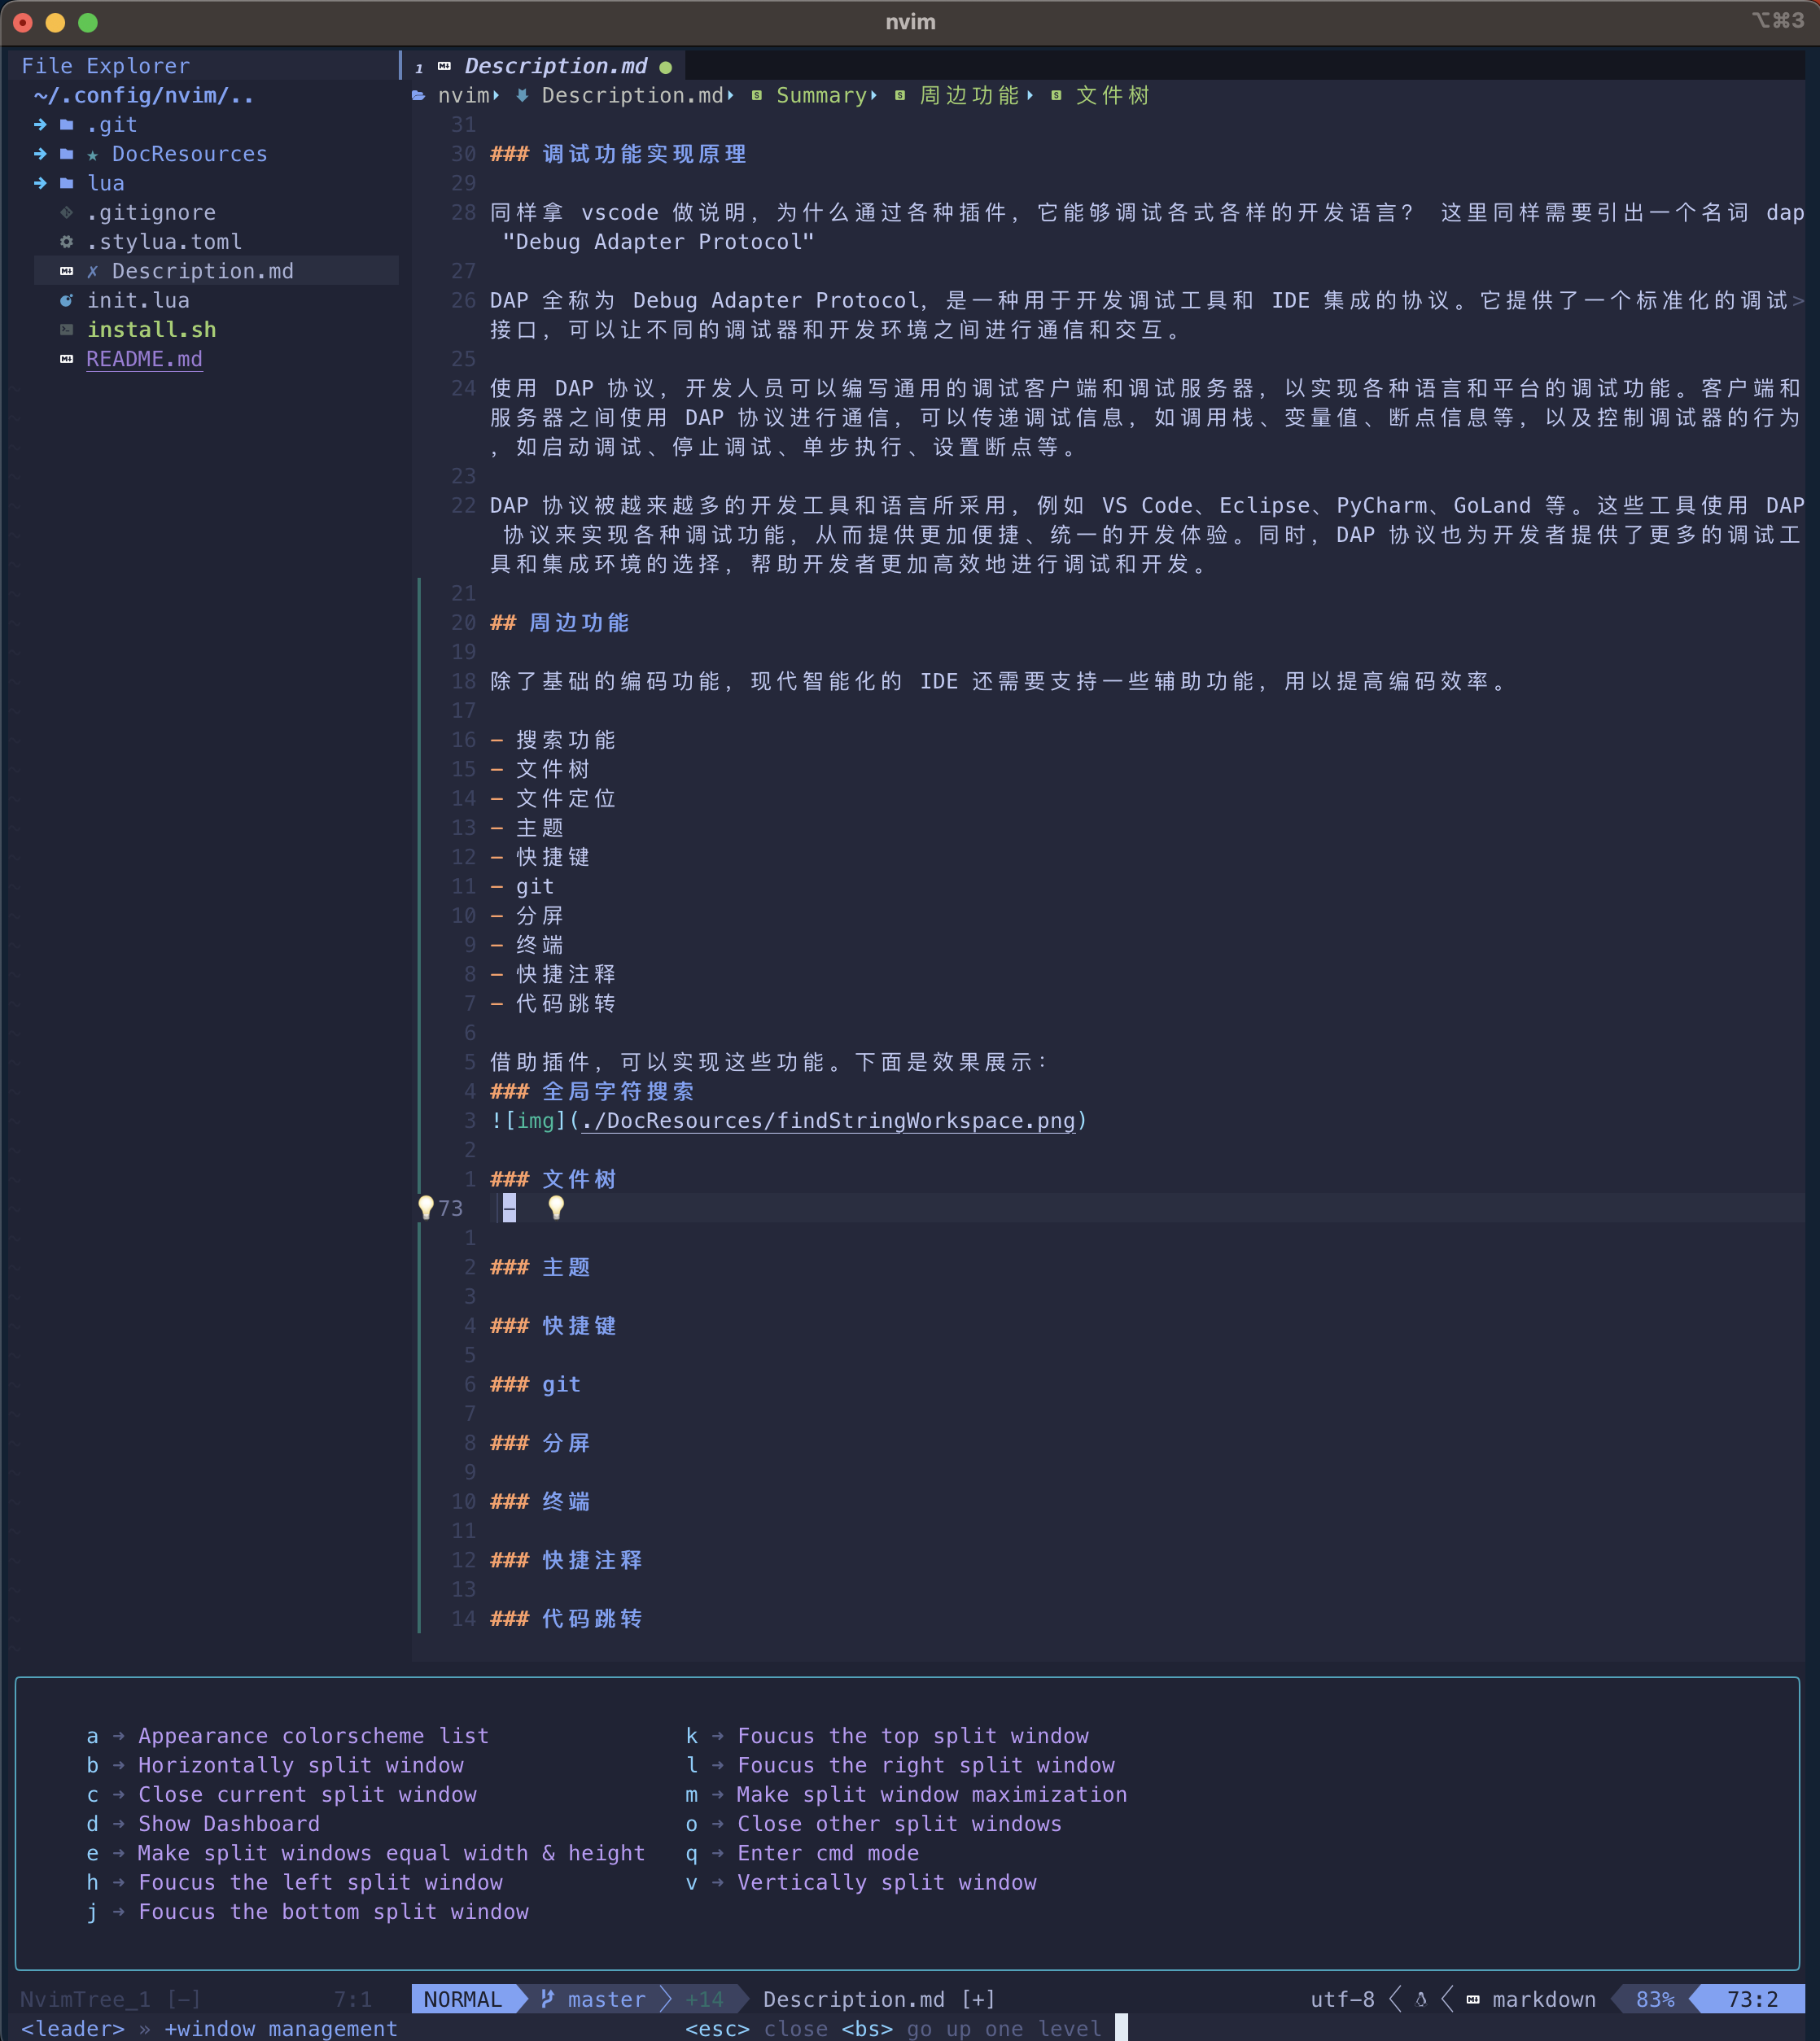 nvim
⌥⌘3
File Explorer
~/.config/nvim/..
.git
DocResources
lua
.gitignore
.stylua.toml
✗ Description.md
init.lua
install.sh
README.md
1 Description.md
nvim Description.md Summary 周边功能 文件树
31
30 ### 调试功能实现原理
29
28 同样拿 vscode 做说明，为什么通过各种插件，它能够调试各式各样的开发语言？ 这里同样需要引出一个名词 dap
"Debug Adapter Protocol"
27
26 DAP 全称为 Debug Adapter Protocol，是一种用于开发调试工具和 IDE 集成的协议。它提供了一个标准化的调试>
接口，可以让不同的调试器和开发环境之间进行通信和交互。
25
24 使用 DAP 协议，开发人员可以编写通用的调试客户端和调试服务器，以实现各种语言和平台的调试功能。客户端和
服务器之间使用 DAP 协议进行通信，可以传递调试信息，如调用栈、变量值、断点信息等，以及控制调试器的行为
，如启动调试、停止调试、单步执行、设置断点等。
23
22 DAP 协议被越来越多的开发工具和语言所采用，例如 VS Code、Eclipse、PyCharm、GoLand 等。这些工具使用 DAP
协议来实现各种调试功能，从而提供更加便捷、统一的开发体验。同时，DAP 协议也为开发者提供了更多的调试工
具和集成环境的选择，帮助开发者更加高效地进行调试和开发。
21
20 ## 周边功能
19
18 除了基础的编码功能，现代智能化的 IDE 还需要支持一些辅助功能，用以提高编码效率。
17
16 - 搜索功能
15 - 文件树
14 - 文件定位
13 - 主题
12 - 快捷键
11 - git
10 - 分屏
9 - 终端
8 - 快捷注释
7 - 代码跳转
6
5 借助插件，可以实现这些功能。下面是效果展示：
4 ### 全局字符搜索
3 ![img](./DocResources/findStringWorkspace.png)
2
1 ### 文件树
73 -
1
2 ### 主题
3
4 ### 快捷键
5
6 ### git
7
8 ### 分屏
9
10 ### 终端
11
12 ### 快捷注释
13
14 ### 代码跳转
a → Appearance colorscheme list
b → Horizontally split window
c → Close current split window
d → Show Dashboard
e → Make split windows equal width & height
h → Foucus the left split window
j → Foucus the bottom split window
k → Foucus the top split window
l → Foucus the right split window
m → Make split window maximization
o → Close other split windows
q → Enter cmd mode
v → Vertically split window
NvimTree_1 [-] 7:1
NORMAL master +14 Description.md [+] utf-8 markdown 83% 73:2
<leader> » +window management <esc> close <bs> go up one level